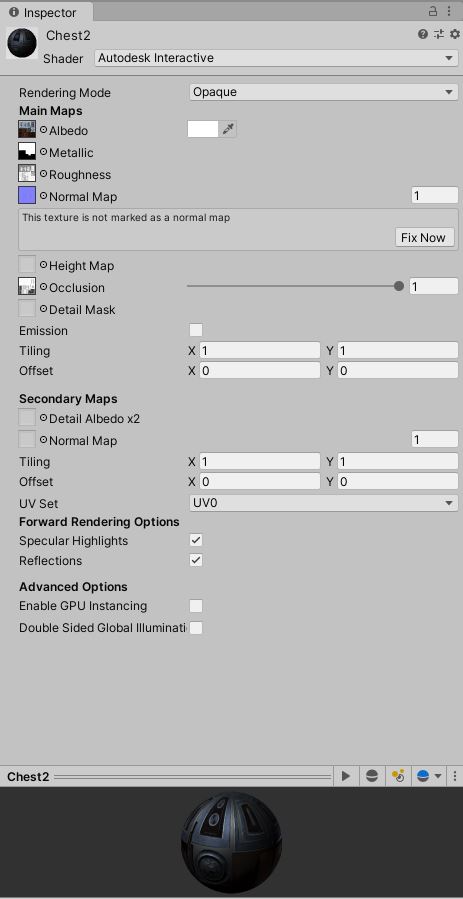 Inspector
Chest2
Shader Autodesk Interactive
Rendering Mode Opaque
Main Maps
Albedo
Metallic
Roughness
Normal Map 1
This texture is not marked as a normal map
Fix Now
Height Map
Occlusion 1
Detail Mask
Emission
Tiling X 1 Y 1
Offset X 0 Y 0
Secondary Maps
Detail Albedo x2
Normal Map 1
Tiling X 1 Y 1
Offset X 0 Y 0
UV Set UV0
Forward Rendering Options
Specular Highlights
Reflections
Advanced Options
Enable GPU Instancing
Double Sided Global Illuminati
Chest2